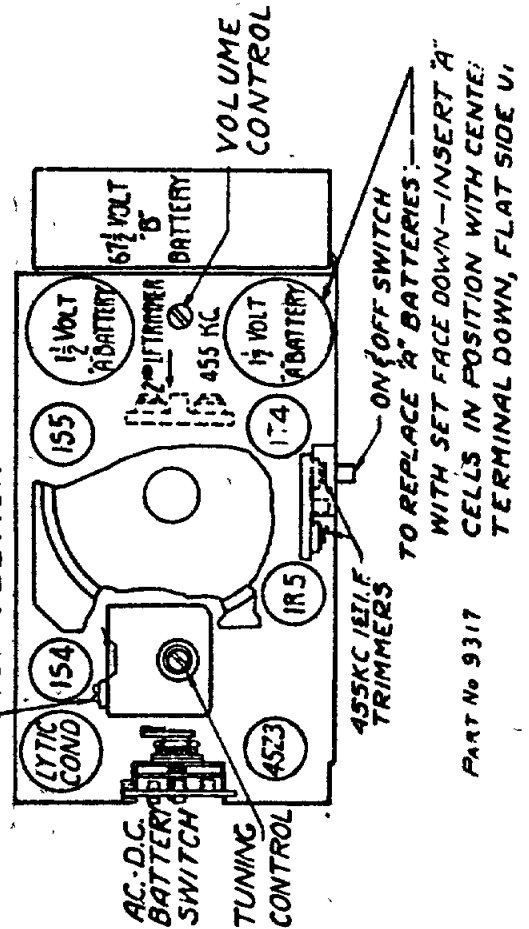 LYTIC
COND
1S4
1S5
1½ VOLT
"A" BATTERY
67½ VOLT
"B"
BATTERY
2ND I.F. TRIMMER
455 KC.
VOLUME
CONTROL
1½ VOLT
"A" BATTERY
1T4
1R5
45Z3
A.C.-D.C.
BATTERY
SWITCH
TUNING
CONTROL
455KC 1ST I.F.
TRIMMERS
ON & OFF SWITCH
TO REPLACE "A" BATTERIES:—
WITH SET FACE DOWN—INSERT "A"
CELLS IN POSITION WITH CENTE
TERMINAL DOWN, FLAT SIDE U
PART No 9317